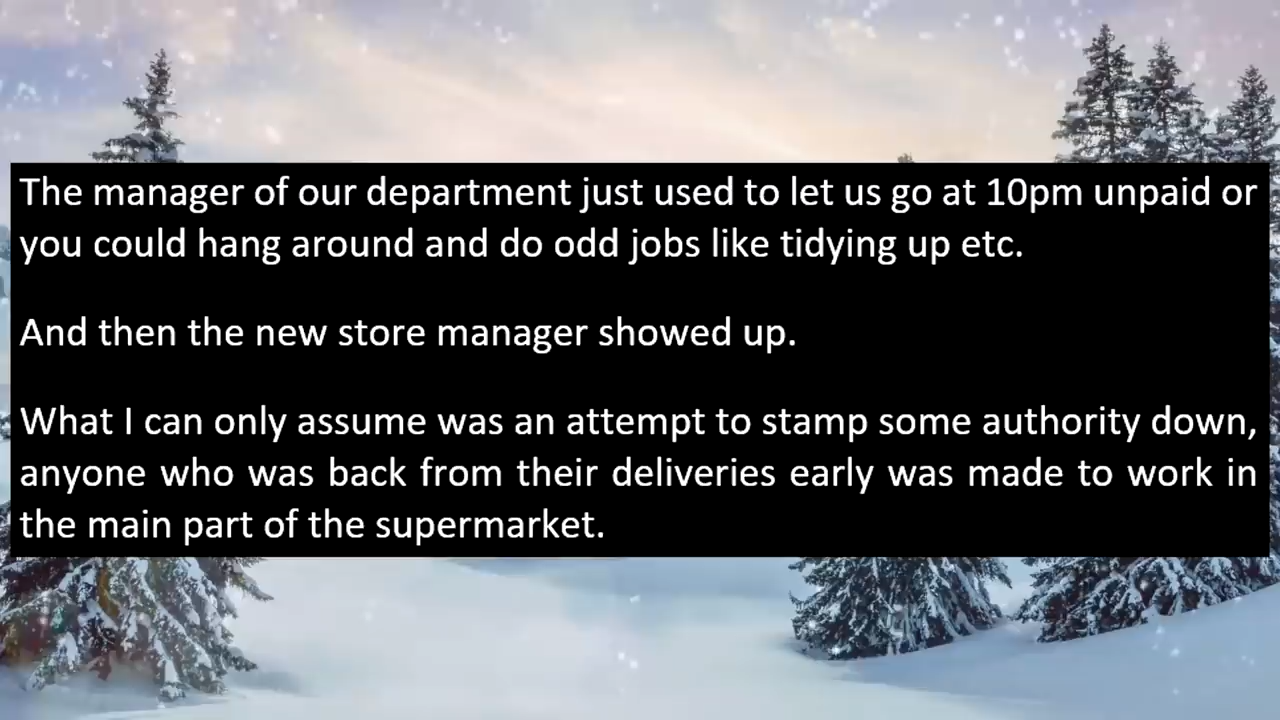 The manager of our department just used to let us go at 10pm unpaid or
you could hang around and do odd jobs like tidying up etc.
And then the new store manager showed up.
What I can only assume was an attempt to stamp some authority down,
anyone who was back from their deliveries early was made to work in
the main part of the supermarket.